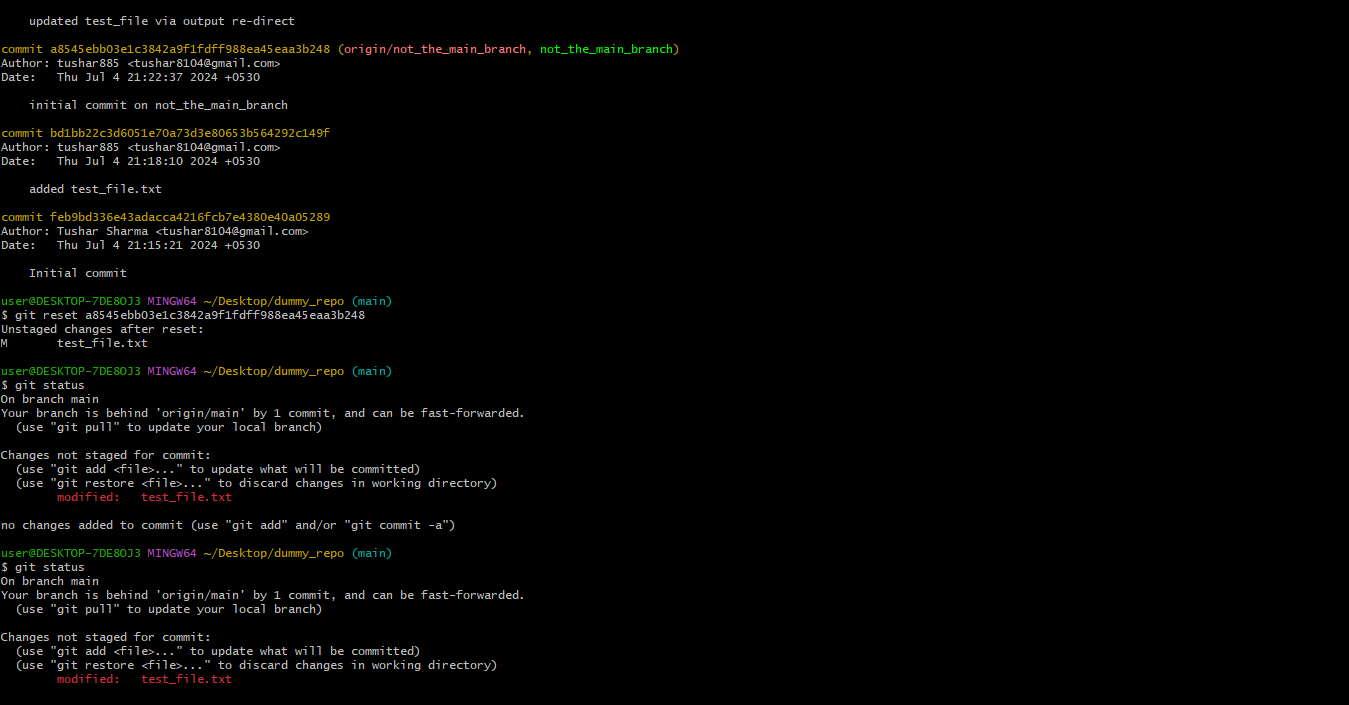 updated test_file via output re-direct
commit a8545ebb03e1c3842a9f1fdff988ea45eaa3b248 (origin/not_the_main_branch, not_the_main_branch)
Author: tushar885 <tushar8104@gmail.com>
Date:   Thu Jul 4 21:22:37 2024 +0530
initial commit on not_the_main_branch
commit bd1bb22c3d6051e70a73d3e80653b564292c149f
Author: tushar885 <tushar8104@gmail.com>
Date:   Thu Jul 4 21:18:10 2024 +0530
added test_file.txt
commit feb9bd336e43adacca4216fcb7e4380e40a05289
Author: Tushar Sharma <tushar8104@gmail.com>
Date:   Thu Jul 4 21:15:21 2024 +0530
Initial commit
user@DESKTOP-7DE8OJ3 MINGW64 ~/Desktop/dummy_repo (main)
$ git reset a8545ebb03e1c3842a9f1fdff988ea45eaa3b248
Unstaged changes after reset:
M       test_file.txt
user@DESKTOP-7DE8OJ3 MINGW64 ~/Desktop/dummy_repo (main)
$ git status
On branch main
Your branch is behind 'origin/main' by 1 commit, and can be fast-forwarded.
(use "git pull" to update your local branch)
Changes not staged for commit:
(use "git add <file>..." to update what will be committed)
(use "git restore <file>..." to discard changes in working directory)
modified:   test_file.txt
no changes added to commit (use "git add" and/or "git commit -a")
user@DESKTOP-7DE8OJ3 MINGW64 ~/Desktop/dummy_repo (main)
$ git status
On branch main
Your branch is behind 'origin/main' by 1 commit, and can be fast-forwarded.
(use "git pull" to update your local branch)
Changes not staged for commit:
(use "git add <file>..." to update what will be committed)
(use "git restore <file>..." to discard changes in working directory)
modified:   test_file.txt